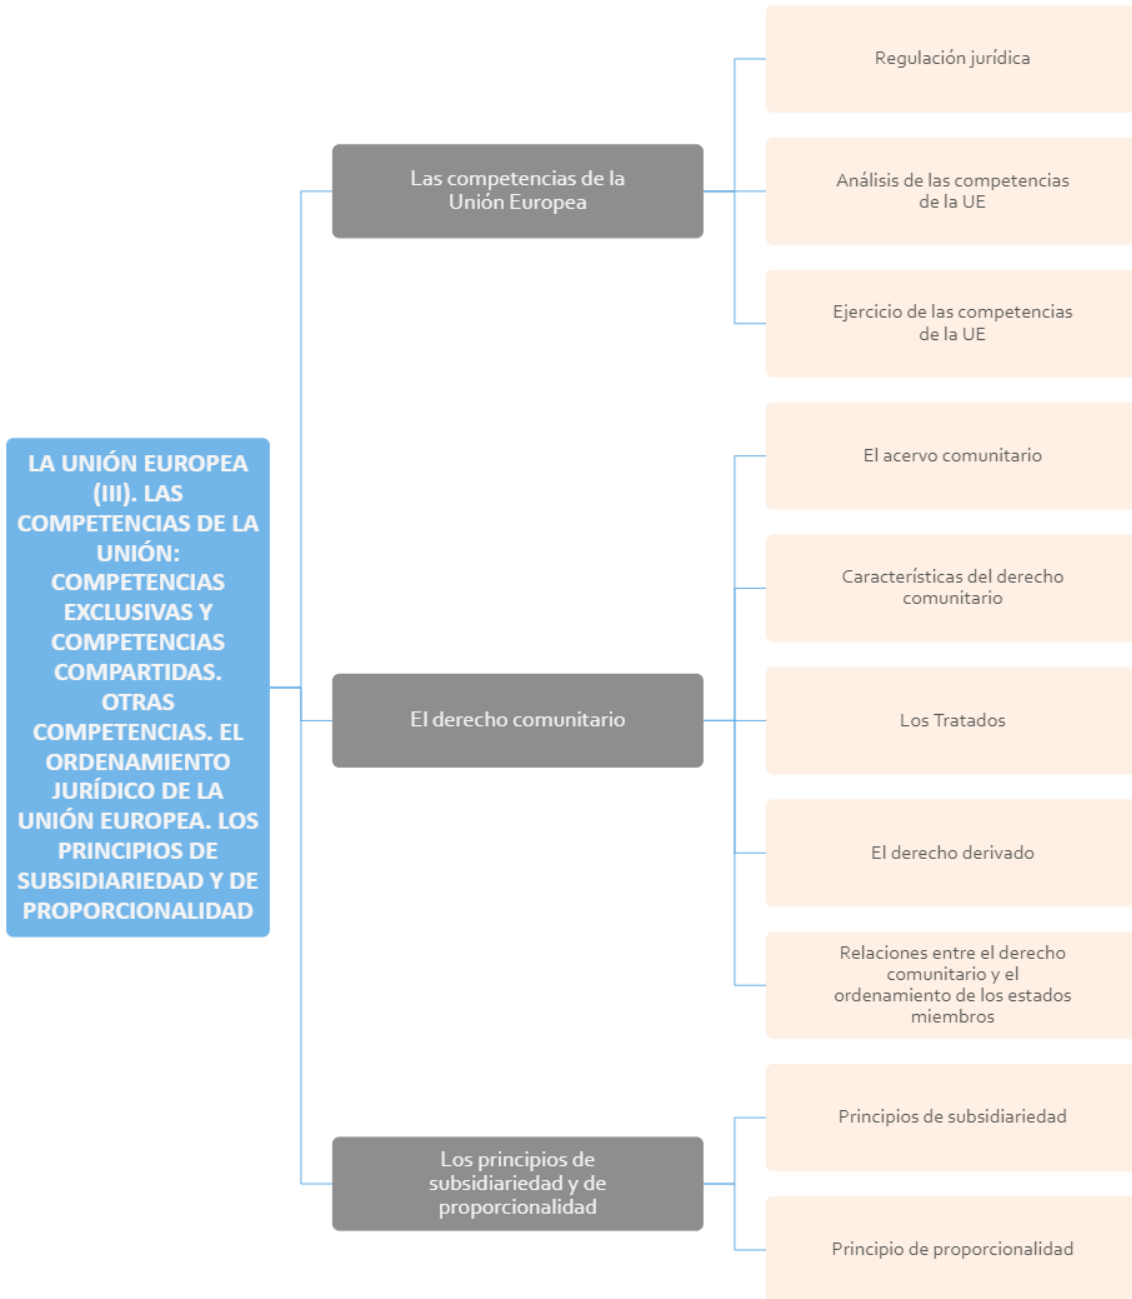 LA UNIÓN EUROPEA
(III). LAS
COMPETENCIAS DE LA
UNIÓN:
COMPETENCIAS
EXCLUSIVAS Y
COMPETENCIAS
COMPARTIDAS.
OTRAS
COMPETENCIAS. EL
ORDENAMIENTO
JURÍDICO DE LA
UNIÓN EUROPEA. LOS
PRINCIPIOS DE
SUBSIDIARIEDAD Y DE
PROPORCIONALIDAD
Las competencias de la
Unión Europea
Regulación jurídica
Análisis de las competencias
de la UE
Ejercicio de las competencias
de la UE
El derecho comunitario
El acervo comunitario
Características del derecho
comunitario
Los Tratados
El derecho derivado
Relaciones entre el derecho
comunitario y el
ordenamiento de los estados
miembros
Los principios de
subsidiariedad y de
proporcionalidad
Principios de subsidiariedad
Principio de proporcionalidad